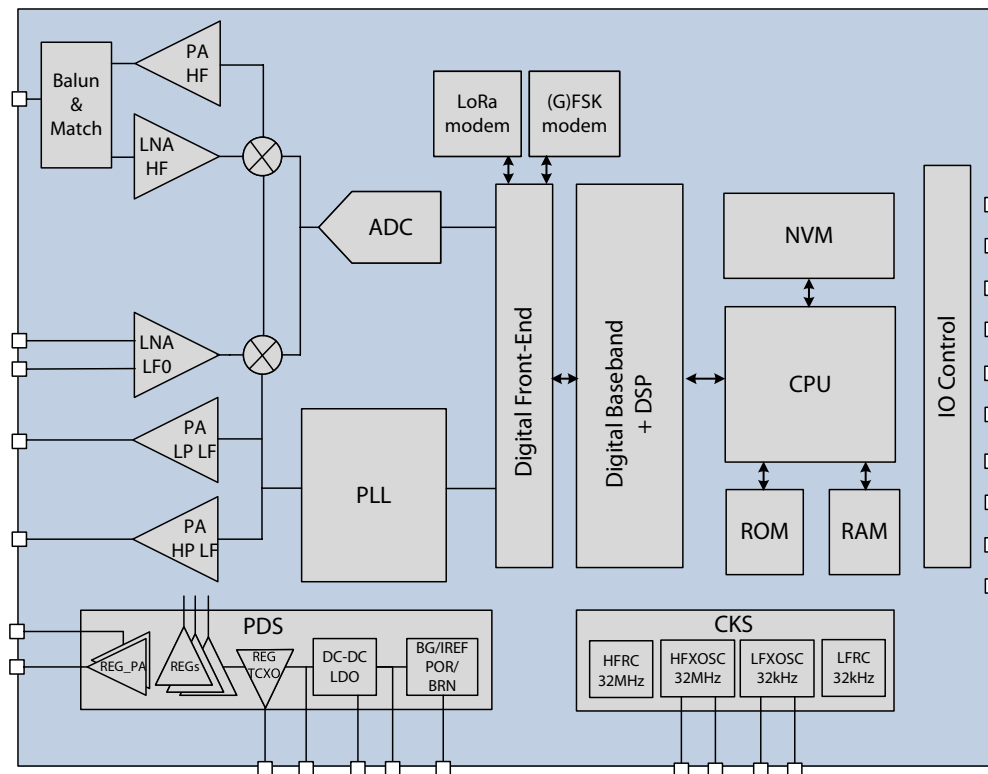 PA
HF
Balun
&
Match
LNA
HF
LoRa
modem
(G)FSK
modem
ADC
NVM
LNA
LF0
Digital Front-End
Digital Baseband
+ DSP
CPU
IO Control
PA
LP LF
PLL
PA
HP LF
ROM
RAM
PDS
REG_PA
REGs
REG
TCXO
DC-DC
LDO
BG/IREF
POR/
BRN
CKS
HFRC
32MHz
HFXOSC
32MHz
LFXOSC
32kHz
LFRC
32kHz